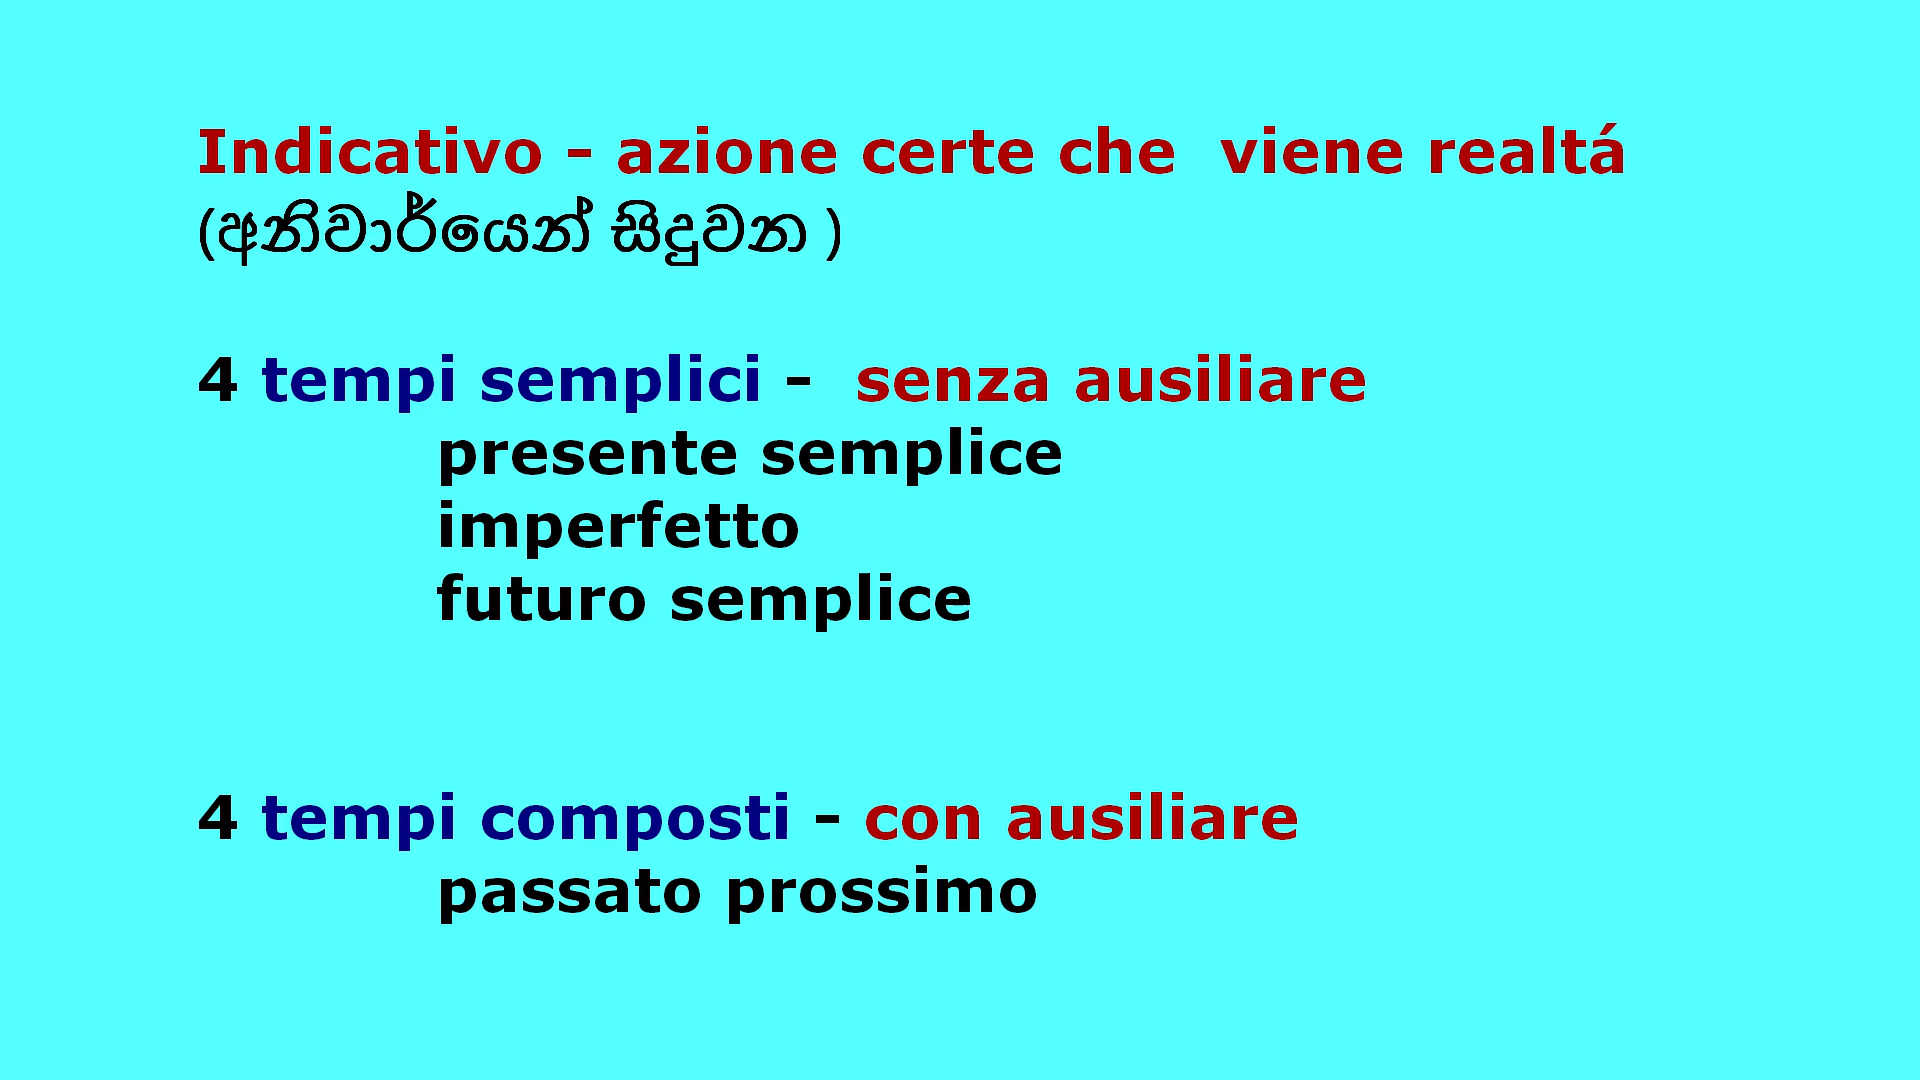 Indicativo - azione certe che  viene realtá
(අනිවාර්යෙන් සිදුවන )
4 tempi semplici -  senza ausiliare
presente semplice
imperfetto
futuro semplice
4 tempi composti - con ausiliare
passato prossimo